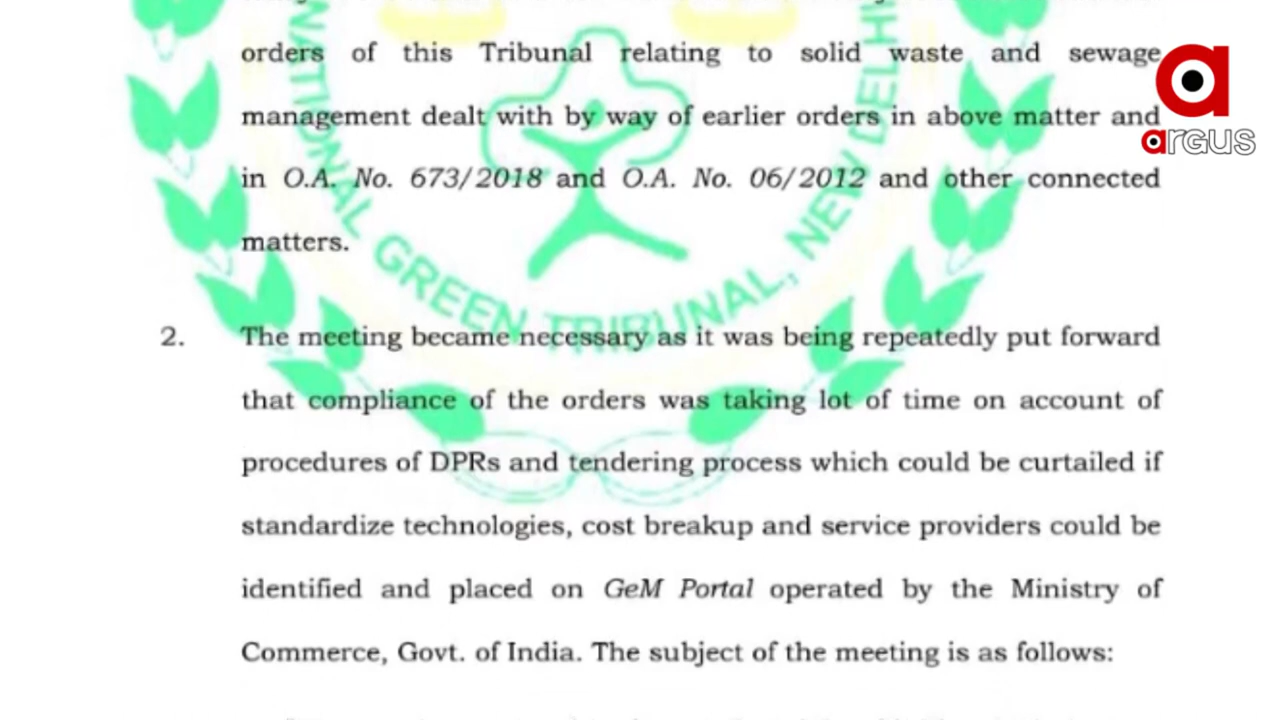 orders of this Tribunal relating to solid waste and sewage
management dealt with by way of earlier orders in above matter and
in O.A. No. 673/2018 and O.A. No. 06/2012 and other connected
matters.
2. The meeting became necessary as it was being repeatedly put forward
that compliance of the orders was taking lot of time on account of
procedures of DPRs and tendering process which could be curtailed if
standardize technologies, cost breakup and service providers could be
identified and placed on GeM Portal operated by the Ministry of
Commerce, Govt. of India. The subject of the meeting is as follows:
NATIONAL GREEN TRIBUNAL, NEW DELHI
argus